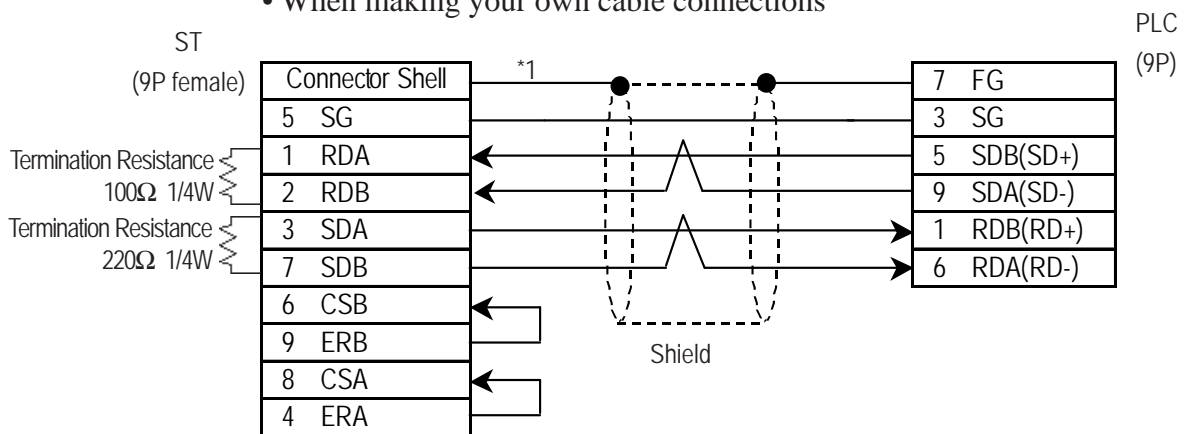 • When making your own cable connections
ST
(9P female)
PLC
(9P)
*1
Connector Shell
5 SG
1 RDA
2 RDB
3 SDA
7 SDB
6 CSB
9 ERB
8 CSA
4 ERA
Termination Resistance
100Ω 1/4W
Termination Resistance
220Ω 1/4W
Shield
7 FG
3 SG
5 SDB(SD+)
9 SDA(SD-)
1 RDB(RD+)
6 RDA(RD-)